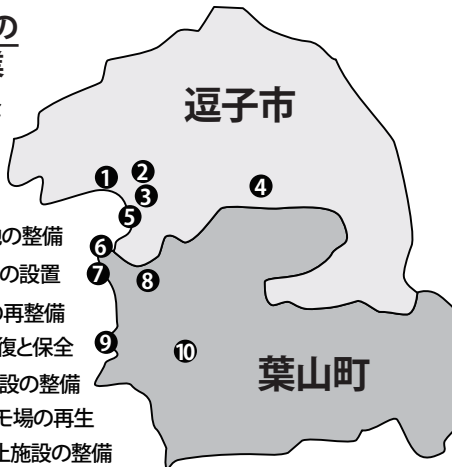 の
逗子市
❶
❷
❸
❹
❺
の整備
❻
の設置
❼
❽
の再整備
復と保全
❾
❿
設の整備
葉山町
モ場の再生
上施設の整備